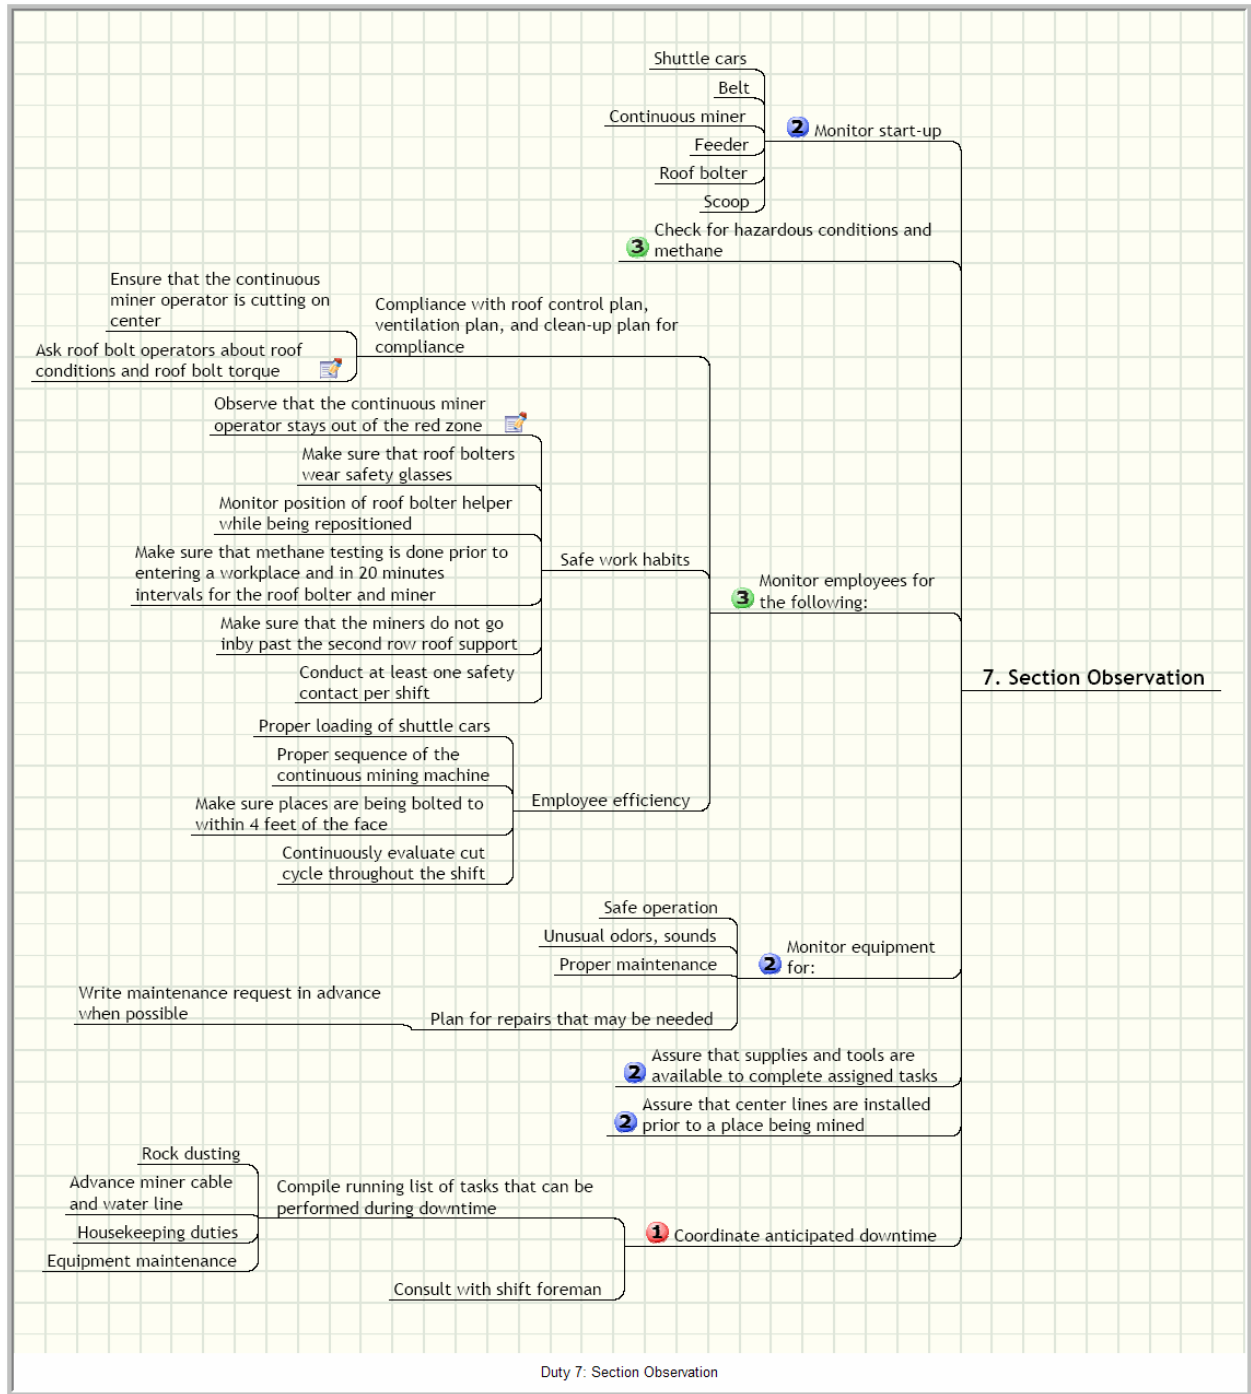 Shuttle cars
Belt
Continuous miner
Feeder
Roof bolter
Scoop
2 Monitor start-up
Check for hazardous conditions and
3 methane
Ensure that the continuous
miner operator is cutting on
center
Ask roof bolt operators about roof
conditions and roof bolt torque
Compliance with roof control plan,
ventilation plan, and clean-up plan for
compliance
Observe that the continuous miner
operator stays out of the red zone
Make sure that roof bolters
wear safety glasses
Monitor position of roof bolter helper
while being repositioned
Make sure that methane testing is done prior to
entering a workplace and in 20 minutes
intervals for the roof bolter and miner
Make sure that the miners do not go
inby past the second row roof support
Conduct at least one safety
contact per shift
Safe work habits
Proper loading of shuttle cars
Proper sequence of the
continuous mining machine
Make sure places are being bolted to
within 4 feet of the face
Continuously evaluate cut
cycle throughout the shift
Employee efficiency
Monitor employees for
3 the following:
7. Section Observation
Safe operation
Unusual odors, sounds
Proper maintenance
Write maintenance request in advance
when possible
Plan for repairs that may be needed
Monitor equipment
2 for:
Assure that supplies and tools are
2 available to complete assigned tasks
Assure that center lines are installed
2 prior to a place being mined
Rock dusting
Advance miner cable
and water line
Housekeeping duties
Equipment maintenance
Compile running list of tasks that can be
performed during downtime
Consult with shift foreman
1 Coordinate anticipated downtime
Duty 7: Section Observation